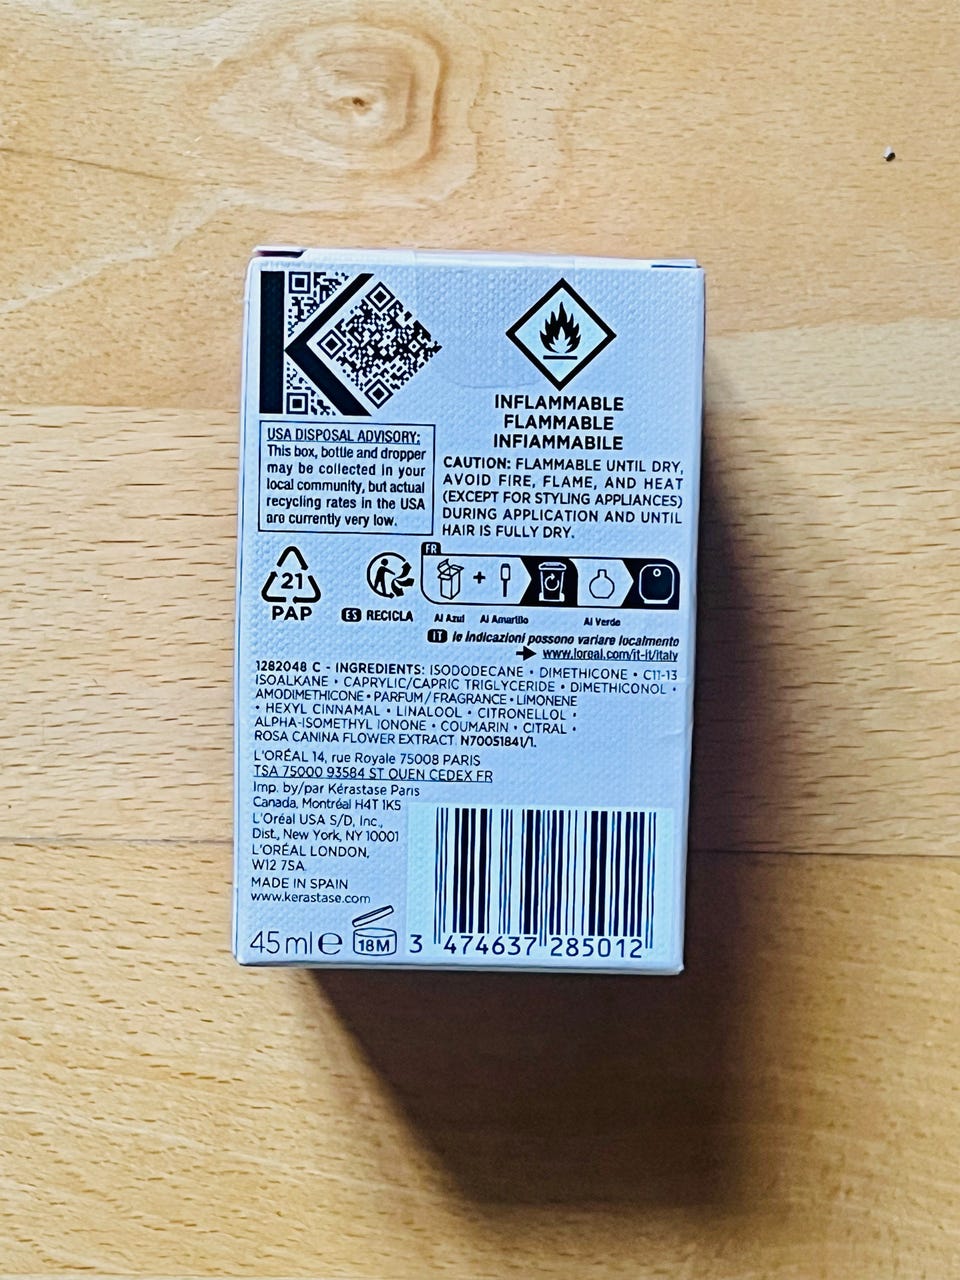 INFLAMMABLE
FLAMMABLE
INFIAMMABILE
USA DISPOSAL ADVISORY:
This box, bottle and dropper
may be collected in your
local community, but actual
recycling rates in the USA
are currently very low.
CAUTION: FLAMMABLE UNTIL DRY,
AVOID FIRE, FLAME, AND HEAT
(EXCEPT FOR STYLING APPLIANCES)
DURING APPLICATION AND UNTIL
HAIR IS FULLY DRY.
21
PAP
FR
+
ES RECICLA
Al Azul Al Amarillo Al Verde
IT le indicazioni possono variare localmente
www.loreal.com/it-it/italy
1282048 C - INGREDIENTS: ISODODECANE • DIMETHICONE • C11-13
ISOALKANE • CAPRYLIC/CAPRIC TRIGLYCERIDE • DIMETHICONOL •
AMODIMETHICONE • PARFUM / FRAGRANCE • LIMONENE
• HEXYL CINNAMAL • LINALOOL • CITRONELLOL •
ALPHA-ISOMETHYL IONONE • COUMARIN • CITRAL •
ROSA CANINA FLOWER EXTRACT N70051841/1.
L'ORÉAL 14, rue Royale 75008 PARIS
TSA 75000 93584 ST OUEN CEDEX FR
Imp. by/par Kérastase Paris
Canada, Montréal H4T 1K5
L'Oréal USA S/D, Inc.,
Dist., New York, NY 10001
L'ORÉAL LONDON,
W12 7SA
MADE IN SPAIN
www.kerastase.com
45 ml e 18M
3 474637 285012